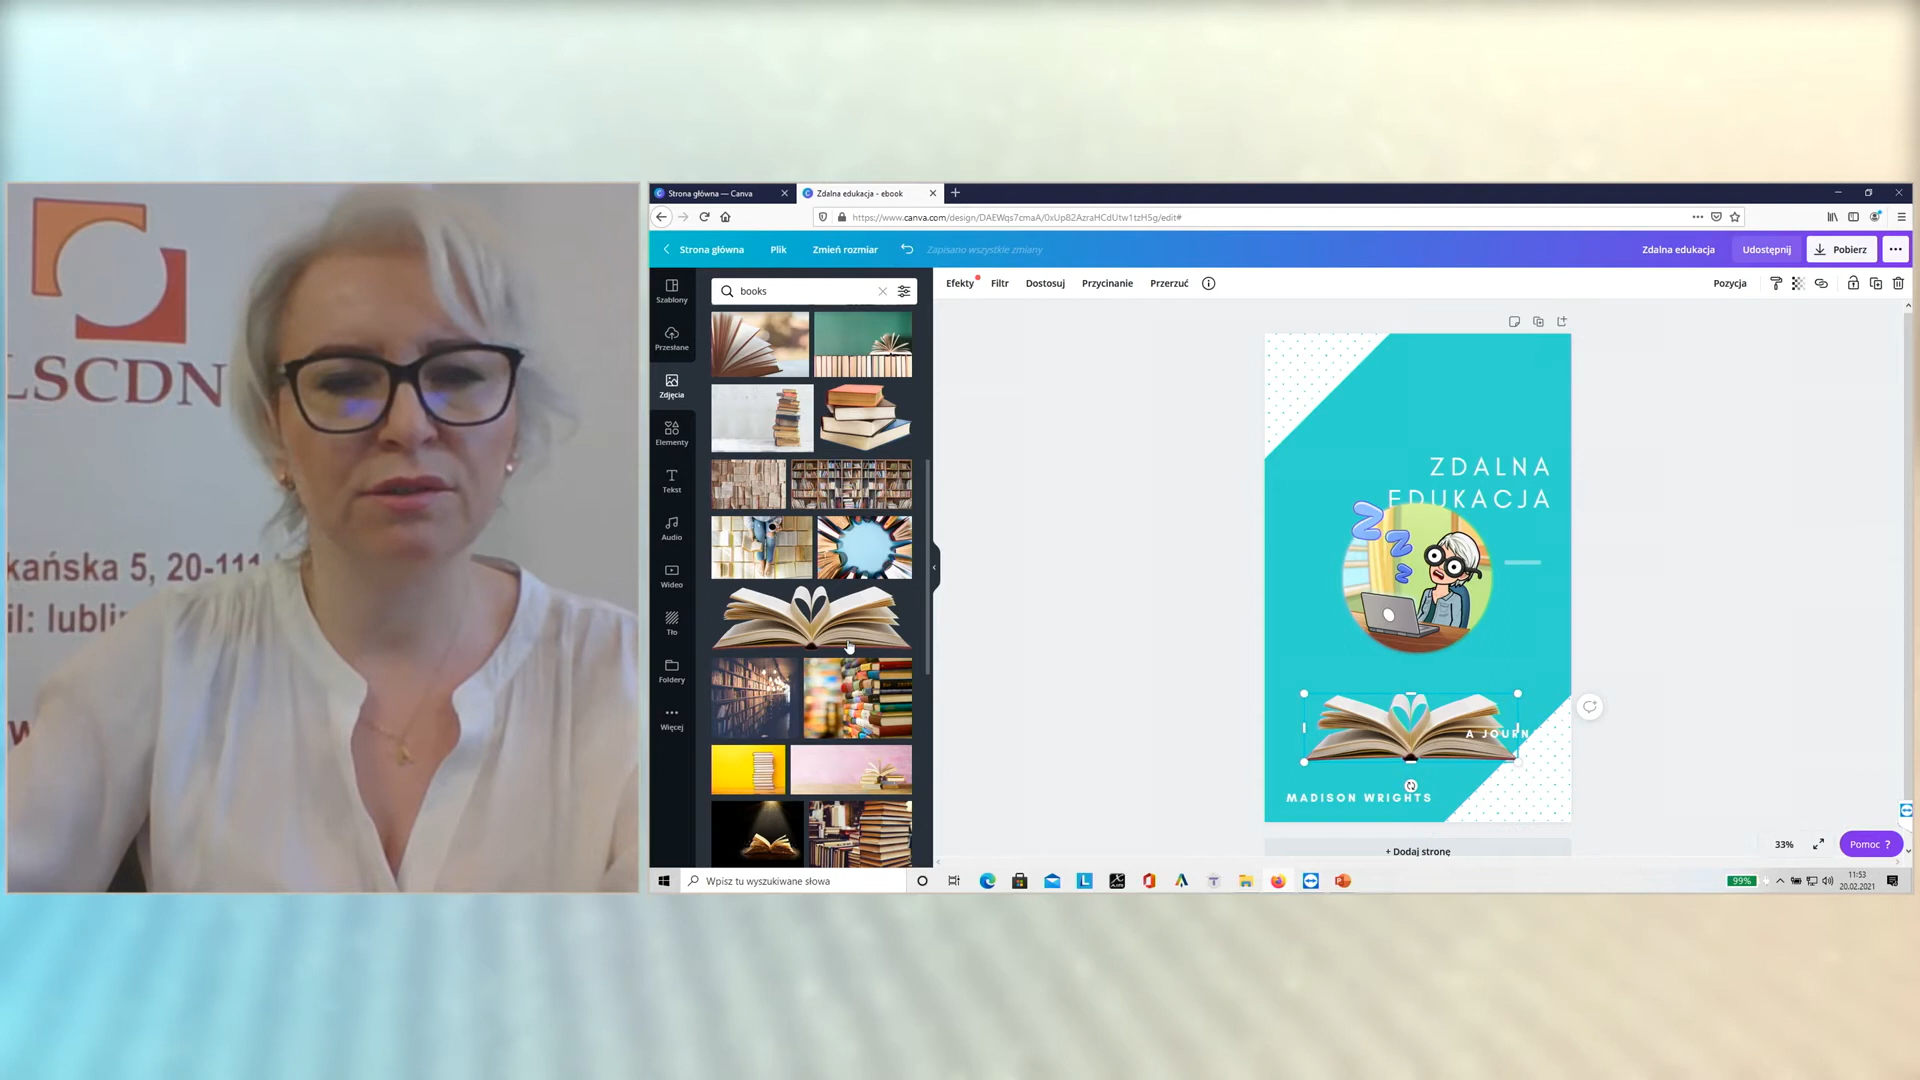 LSCDN
kańska 5, 20-111
il: lubli
Strona główna — Canva
Zdalna edukacja - ebook
https://www.canva.com/design/DAEWqs7cmaA/0xUp82AzraHCdUtw1tzHSg/edit#
Strona główna
Plik
Zmień rozmiar
Zapisano wszystkie zmiany
Zdalna edukacja
Udostępnij
Pobierz
Szablony
Przesłane
Zdjęcia
Elementy
Tekst
Audio
Wideo
Tło
Foldery
Więcej
books
Efekty
Filtr
Dostosuj
Przycinanie
Przerzuć
Pozycja
ZDALNA
EDUKACJA
Z
Z
Z
A JOURN
MADISON WRIGHTS
+ Dodaj stronę
33%
Pomoc ?
Wpisz tu wyszukiwane słowa
99%
11:53
20.02.2021